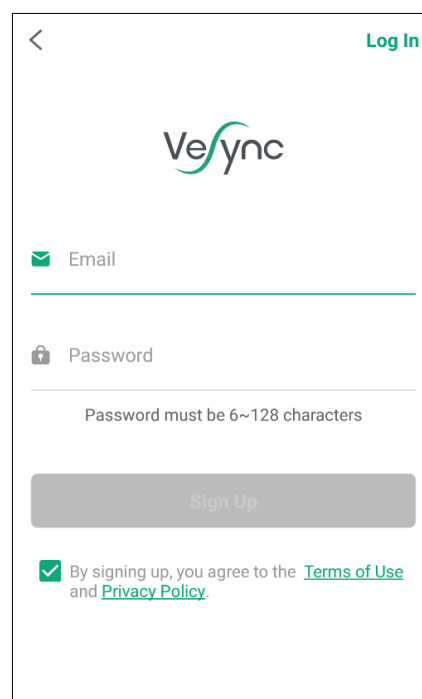 Log In
VeSync
Email
Password
Password must be 6~128 characters
Sign Up
By signing up, you agree to the Terms of Use
and Privacy Policy.